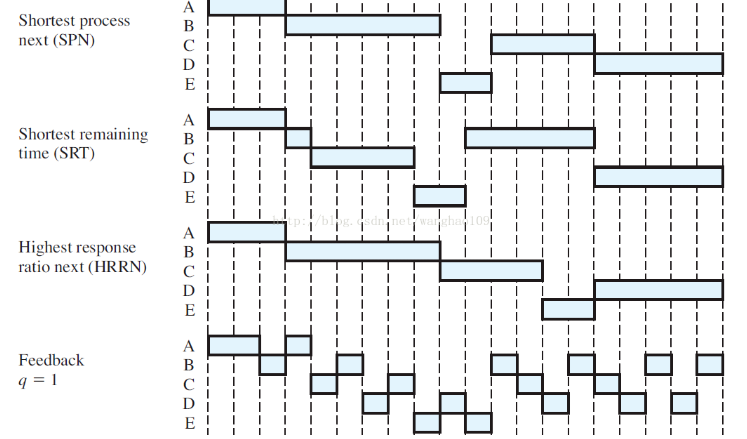 Shortest process
next (SPN)
A
B
C
D
E
Shortest remaining
time (SRT)
A
B
C
D
E
http://blog.csdn.net/wanghao109
Highest response
ratio next (HRRN)
A
B
C
D
E
Feedback
q = 1
A
B
C
D
E